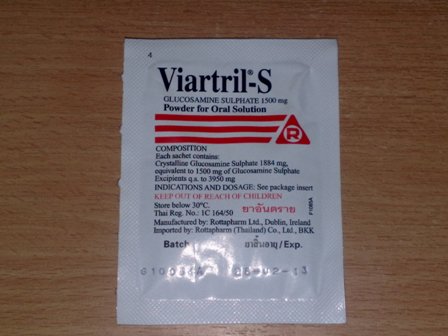 4
Viartril®-S
GLUCOSAMINE SULPHATE 1500 mg
Powder for Oral Solution
R
COMPOSITION
Each sachet contains:
Crystalline Glucosamine Sulphate 1884 mg,
equivalent to 1500 mg of Glucosamine Sulphate
Excipients q.s. to 3950 mg
INDICATIONS AND DOSAGE: See package insert
KEEP OUT OF REACH OF CHILDREN
Store below 30°C.
Thai Reg. No.: 1C 164/50 ยาอันตราย
Manufactured by: Rottapharm Ltd., Dublin, Ireland
Imported by: Rottapharm (Thailand) Co., Ltd., BKK
Batch ยาสิ้นอายุ / Exp.